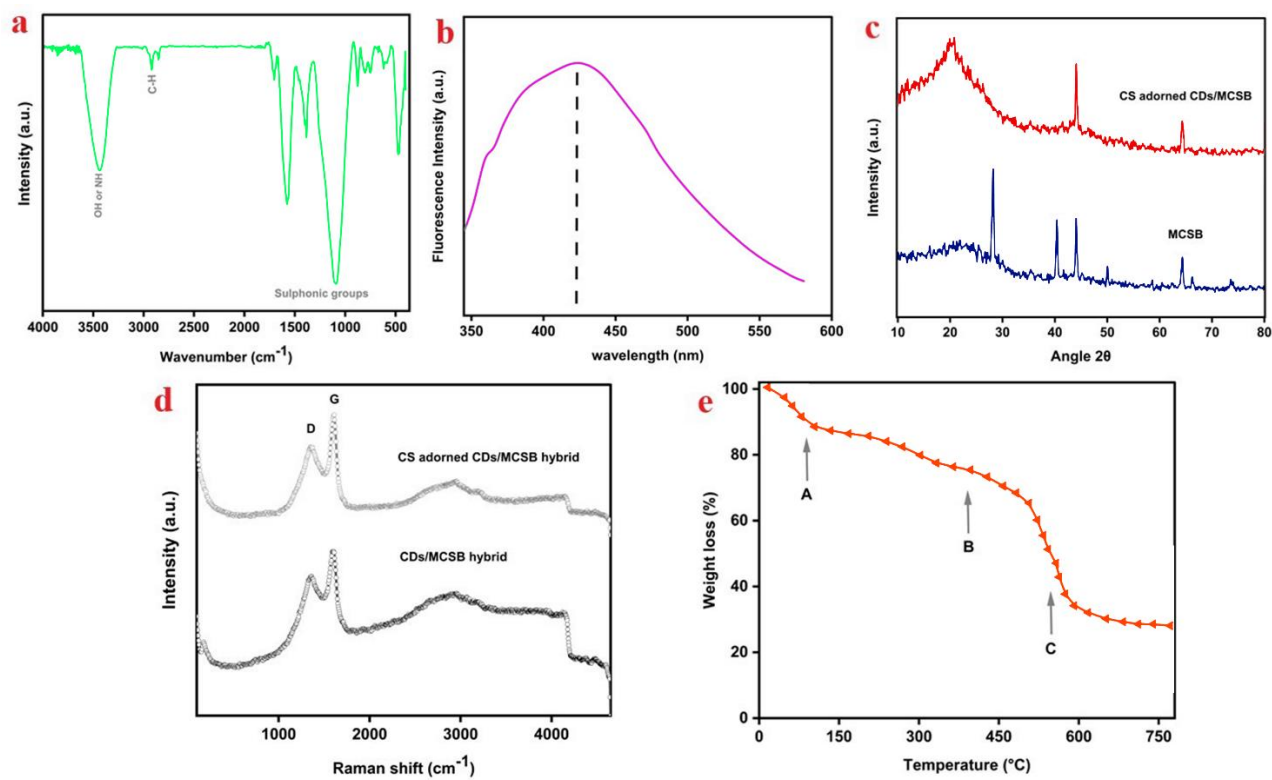 a
Intensity (a.u.)
OH or NH
C-H
Sulphonic groups
4000 3500 3000 2500 1500 1000 500
Wavenumber (cm-1)
b
Fluorescence Intensity (a.u.)
350 400 450 500 550 600
wavelength (nm)
c
Intensity (a.u.)
CS adorned CDs/MCSB
MCSB
10 20 30 40 50 60 70 80
Angle 2θ
d
Intensity (a.u.)
D
G
CS adorned CDs/MCSB hybrid
CDs/MCSB hybrid
1000 2000 3000 4000
Raman shift (cm-1)
e
Weight loss (%)
100
80
60
40
20
0
A
B
C
0 150 300 450 600 750
Temperature (°C)